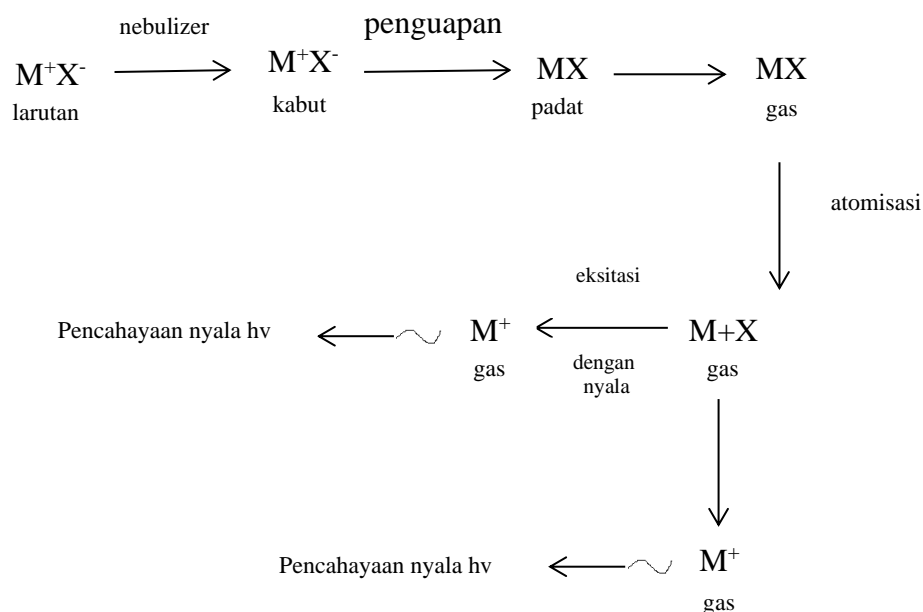 nebulizer
penguapan
M⁺X⁻
M⁺X⁻
MX
MX
larutan
kabut
padat
gas
atomisasi
eksitasi
Pencahayaan nyala hv
M⁺
M+X
gas
dengan
nyala
gas
Pencahayaan nyala hv
M⁺
gas